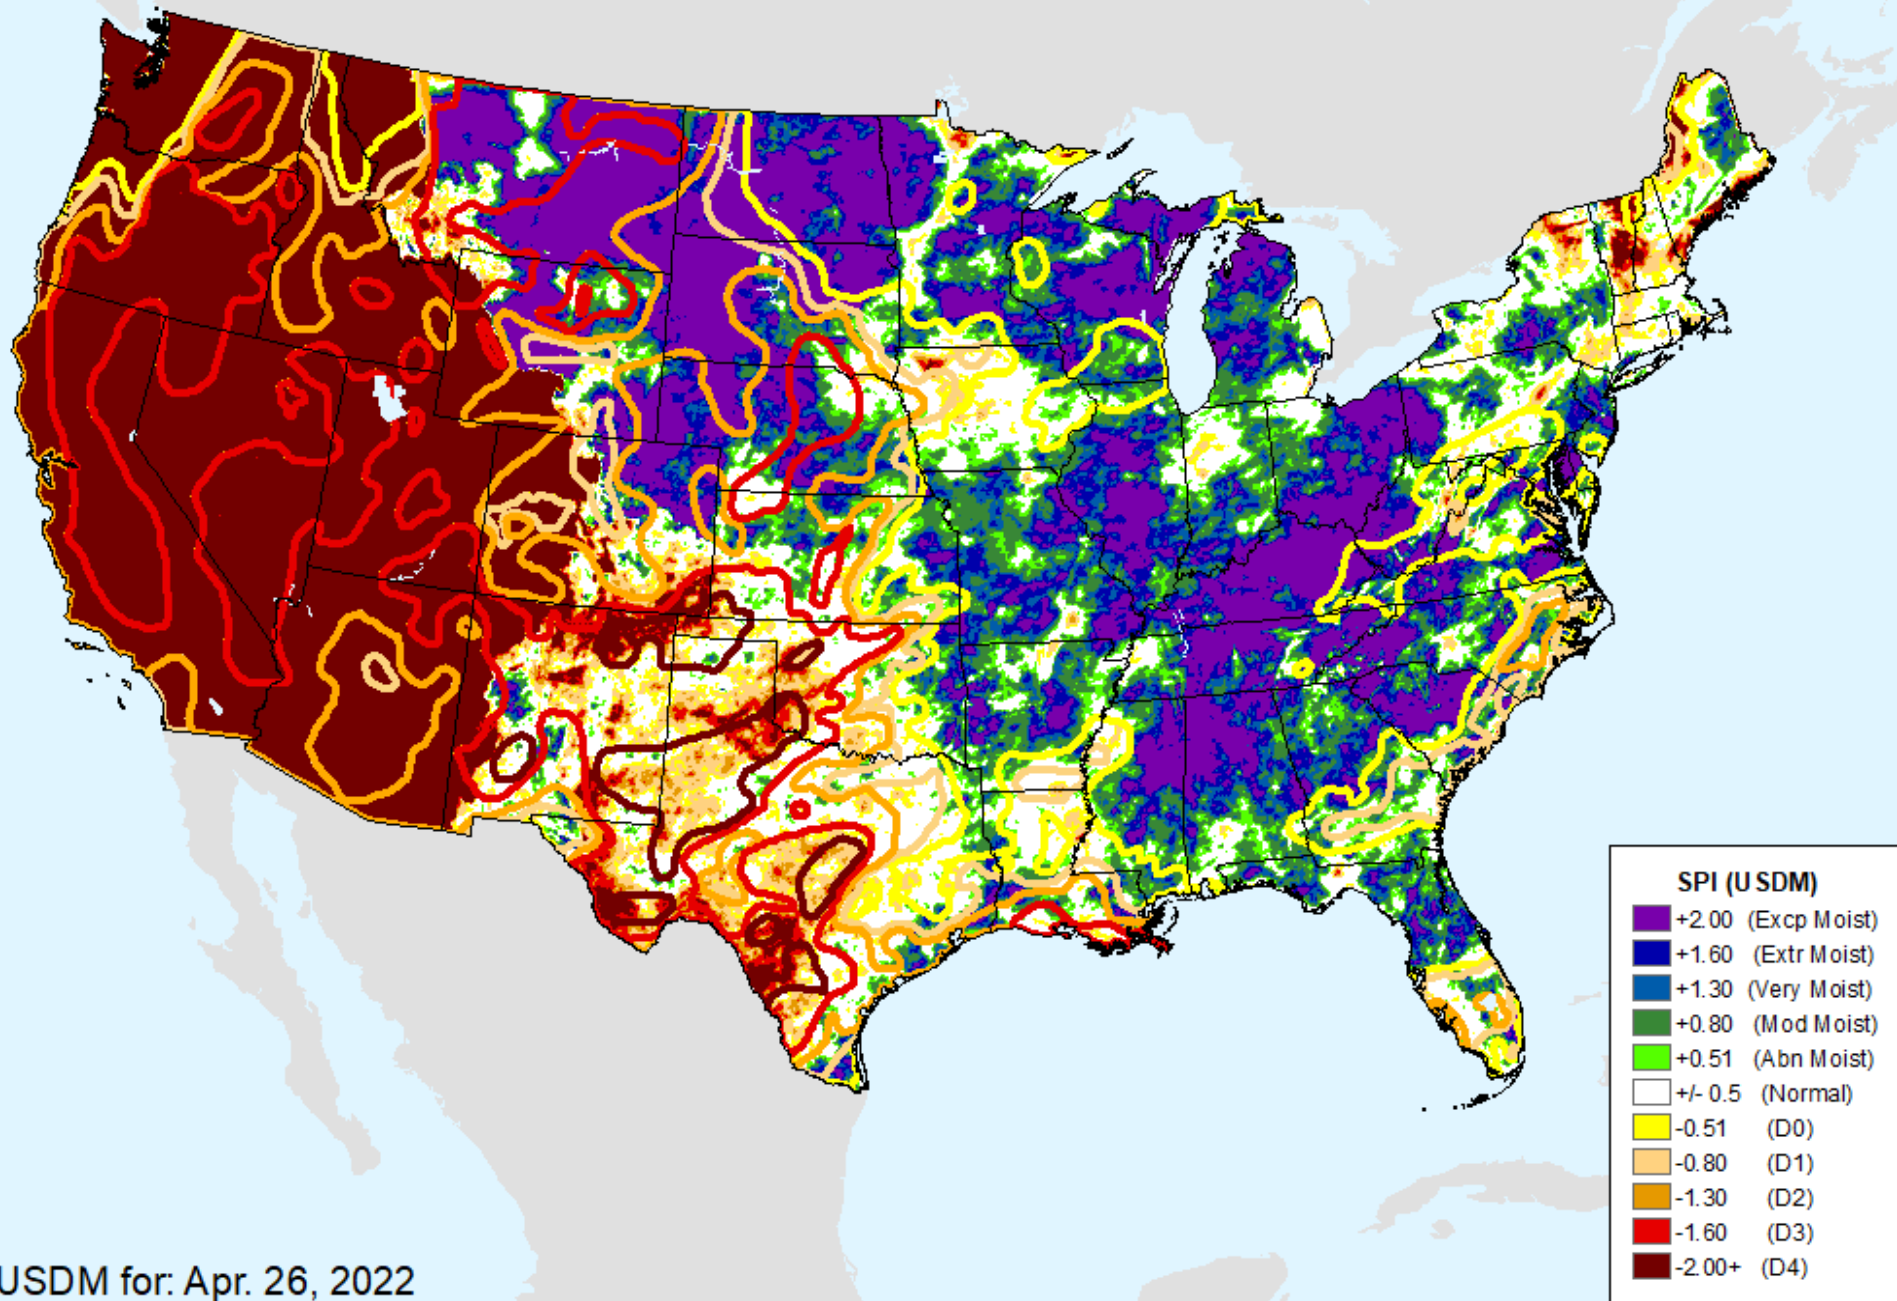 SPI (USDM)
+2.00 (Excp Moist)
+1.60 (Extr Moist)
+1.30 (Very Moist)
+0.80 (Mod Moist)
+0.51 (Abn Moist)
+/- 0.5 (Normal)
-0.51 (D0)
-0.80 (D1)
-1.30 (D2)
-1.60 (D3)
-2.00+ (D4)
USDM for: Apr. 26, 2022